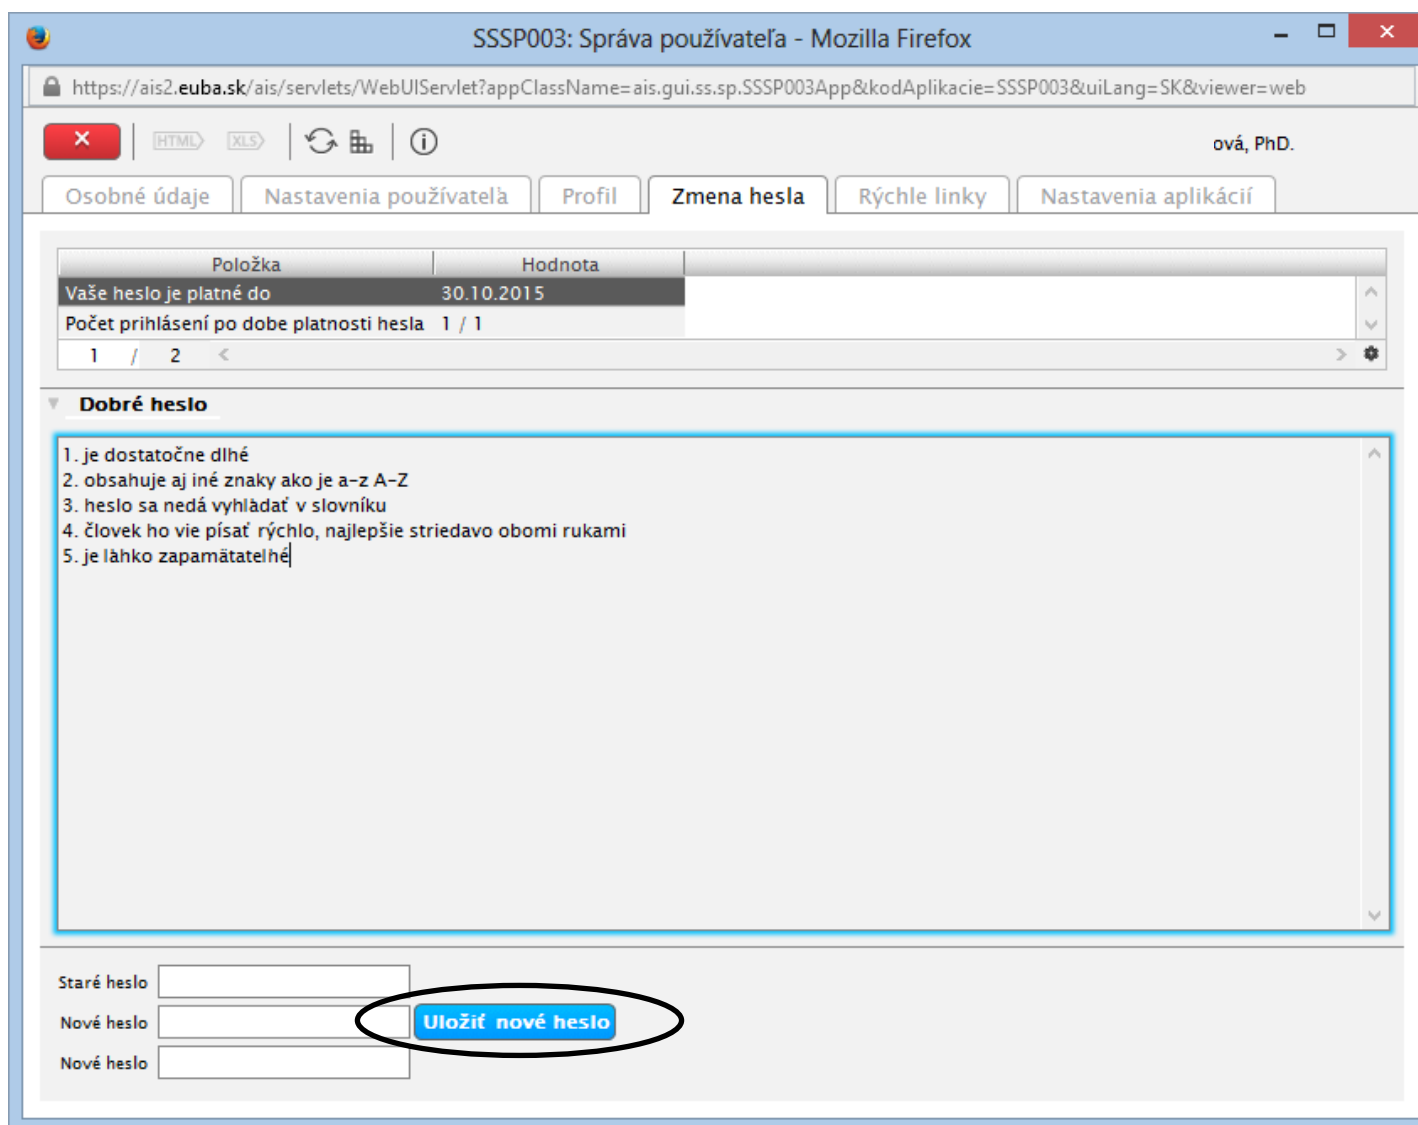 SSSP003: Správa používateľa - Mozilla Firefox
https://ais2.euba.sk/ais/servlets/WebUIServlet?appClassName=ais.gui.ss.sp.SSSP003App&kodAplikacie=SSSP003&uiLang=SK&viewer=web
HTML XLS ová, PhD.
Osobné údaje Nastavenia používateľa Profil Zmena hesla Rýchle linky Nastavenia aplikácií
Položka Hodnota
Vaše heslo je platné do 30.10.2015
Počet prihlásení po dobe platnosti hesla 1 / 1
1 / 2
Dobré heslo
1. je dostatočne dlhé
2. obsahuje aj iné znaky ako je a-z A-Z
3. heslo sa nedá vyhľadať v slovníku
4. človek ho vie písať rýchlo, najlepšie striedavo obomi rukami
5. je ľahko zapamätateľné
Staré heslo
Nové heslo Uložiť nové heslo
Nové heslo